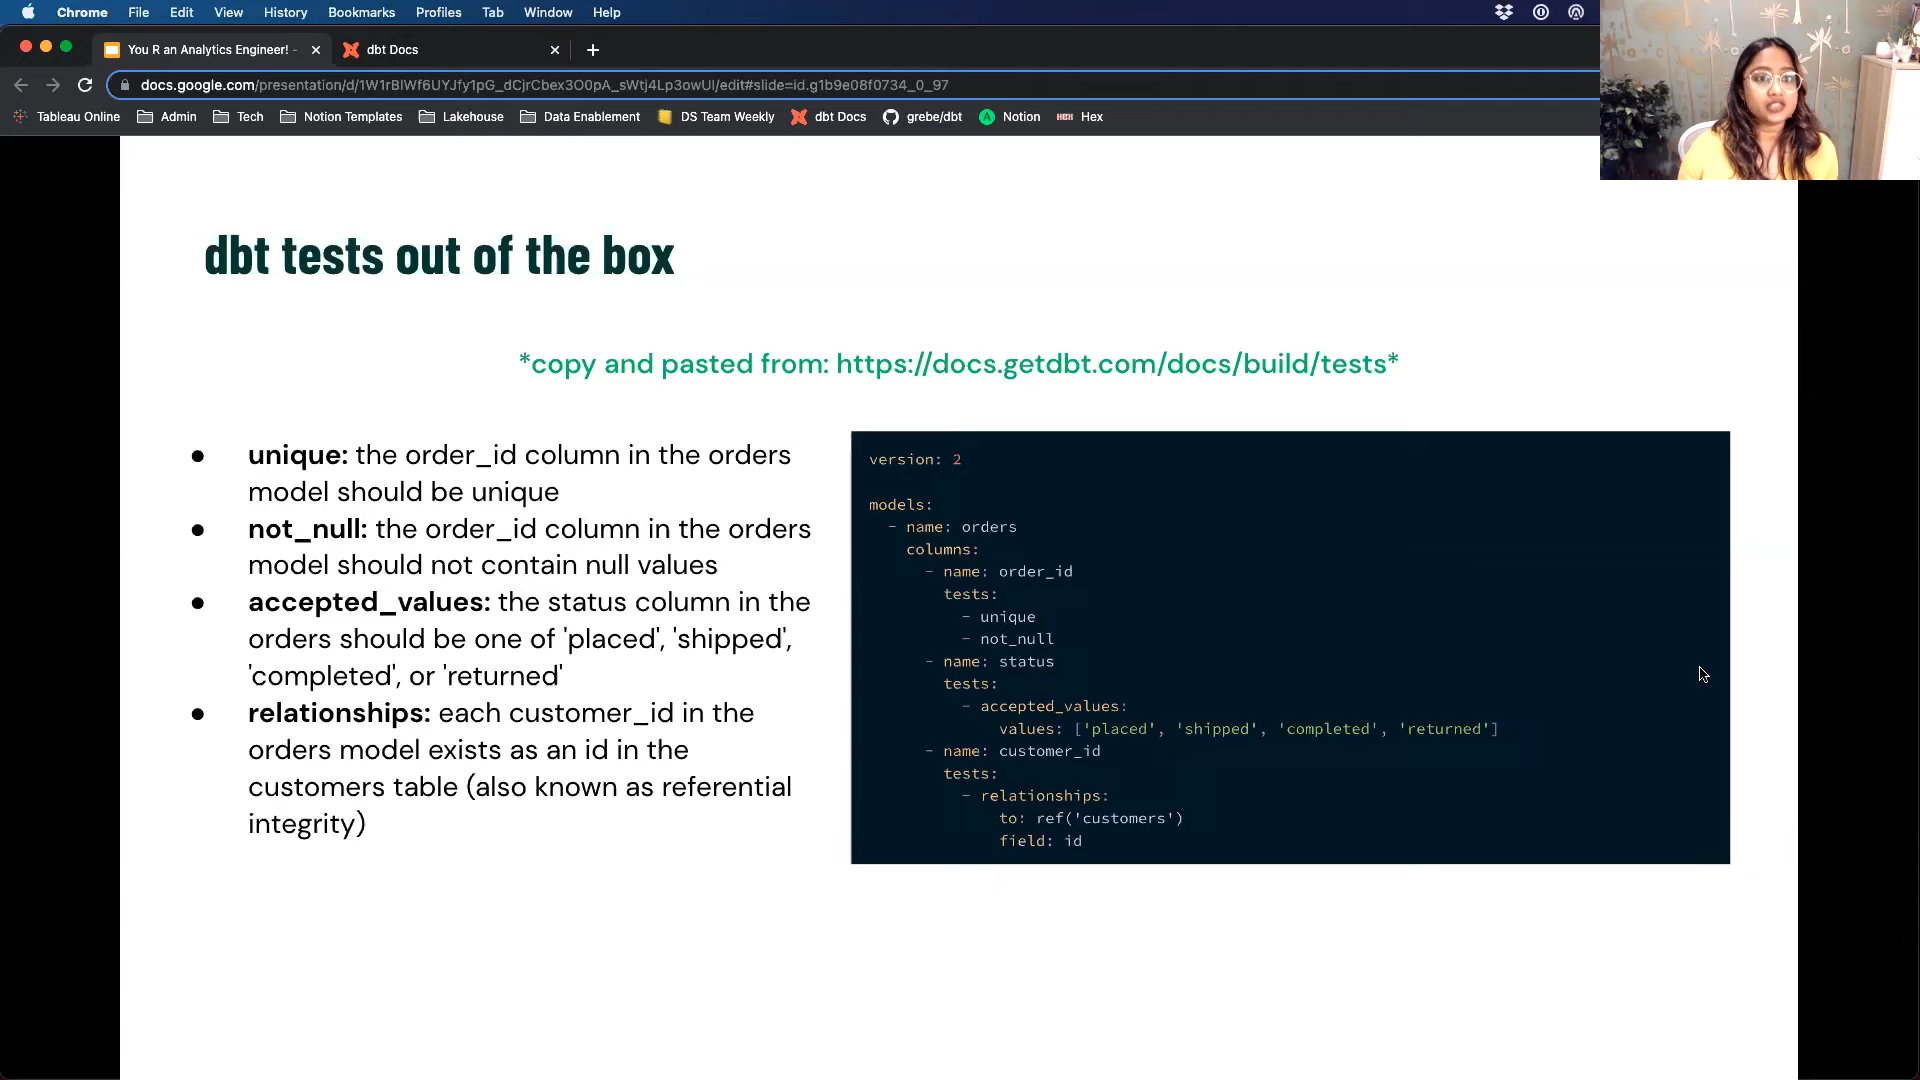 Chrome File Edit View History Bookmarks Profiles Tab Window Help
You R an Analytics Engineer! - dbt Docs
docs.google.com/presentation/d/1W1rBlWf6UYJfy1pG_dCjrCbex3O0pA_sWtj4Lp3owUI/edit#slide=id.g1b9e08f0734_0_97
Tableau Online Admin Tech Notion Templates Lakehouse Data Enablement DS Team Weekly dbt Docs grebe/dbt A Notion HEX Hex
dbt tests out of the box
*copy and pasted from: https://docs.getdbt.com/docs/build/tests*
● unique: the order_id column in the orders
model should be unique
● not_null: the order_id column in the orders
model should not contain null values
● accepted_values: the status column in the
orders should be one of 'placed', 'shipped',
'completed', or 'returned'
● relationships: each customer_id in the
orders model exists as an id in the
customers table (also known as referential
integrity)
version: 2
models:
- name: orders
columns:
- name: order_id
tests:
- unique
- not_null
- name: status
tests:
- accepted_values:
values: ['placed', 'shipped', 'completed', 'returned']
- name: customer_id
tests:
- relationships:
to: ref('customers')
field: id